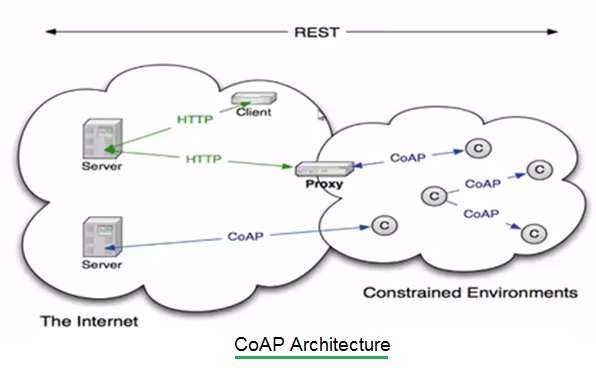 REST
Client
HTTP
Server
HTTP
Proxy
CoAP
C
C
CoAP
C
CoAP
C
C
CoAP
Server
Constrained Environments
The Internet
CoAP Architecture